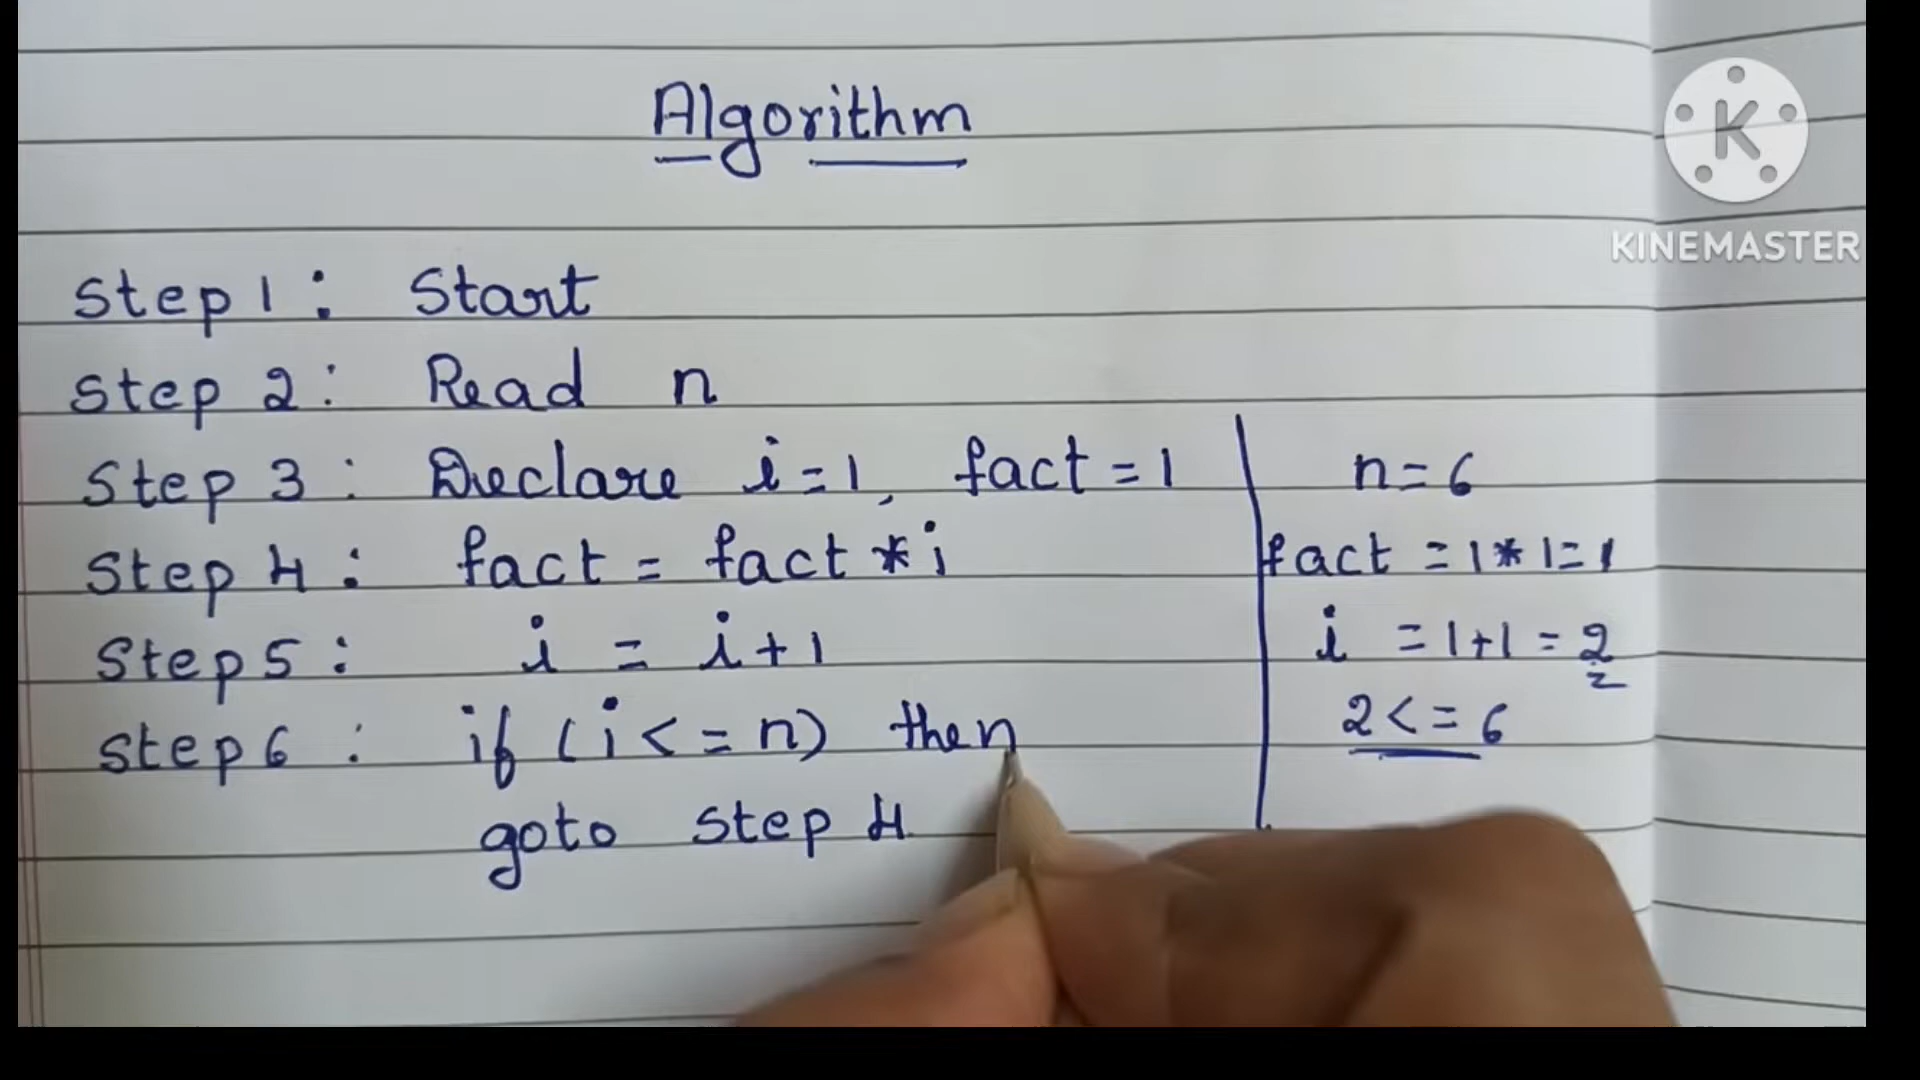 Algorithm
Step 1 : Start
Step 2 : Read n
Step 3 : Declare i=1, fact = 1
Step 4 : fact = fact * i
Step 5 : i = i+1
Step 6 : if (i <= n) then
goto step 4
n = 6
fact = 1 * 1 = 1
i = 1+1 = 2
2 <= 6
K
KINEMASTER